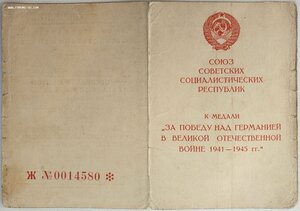 СОЮЗ
СОВЕТСКИХ
СОЦИАЛИСТИЧЕСКИХ
РЕСПУБЛИК
К МЕДАЛИ
„ЗА ПОБЕДУ НАД ГЕРМАНИЕЙ
В ВЕЛИКОЙ ОТЕЧЕСТВЕННОЙ
ВОЙНЕ 1941—1945 гг."
Ж №0014580 ✻